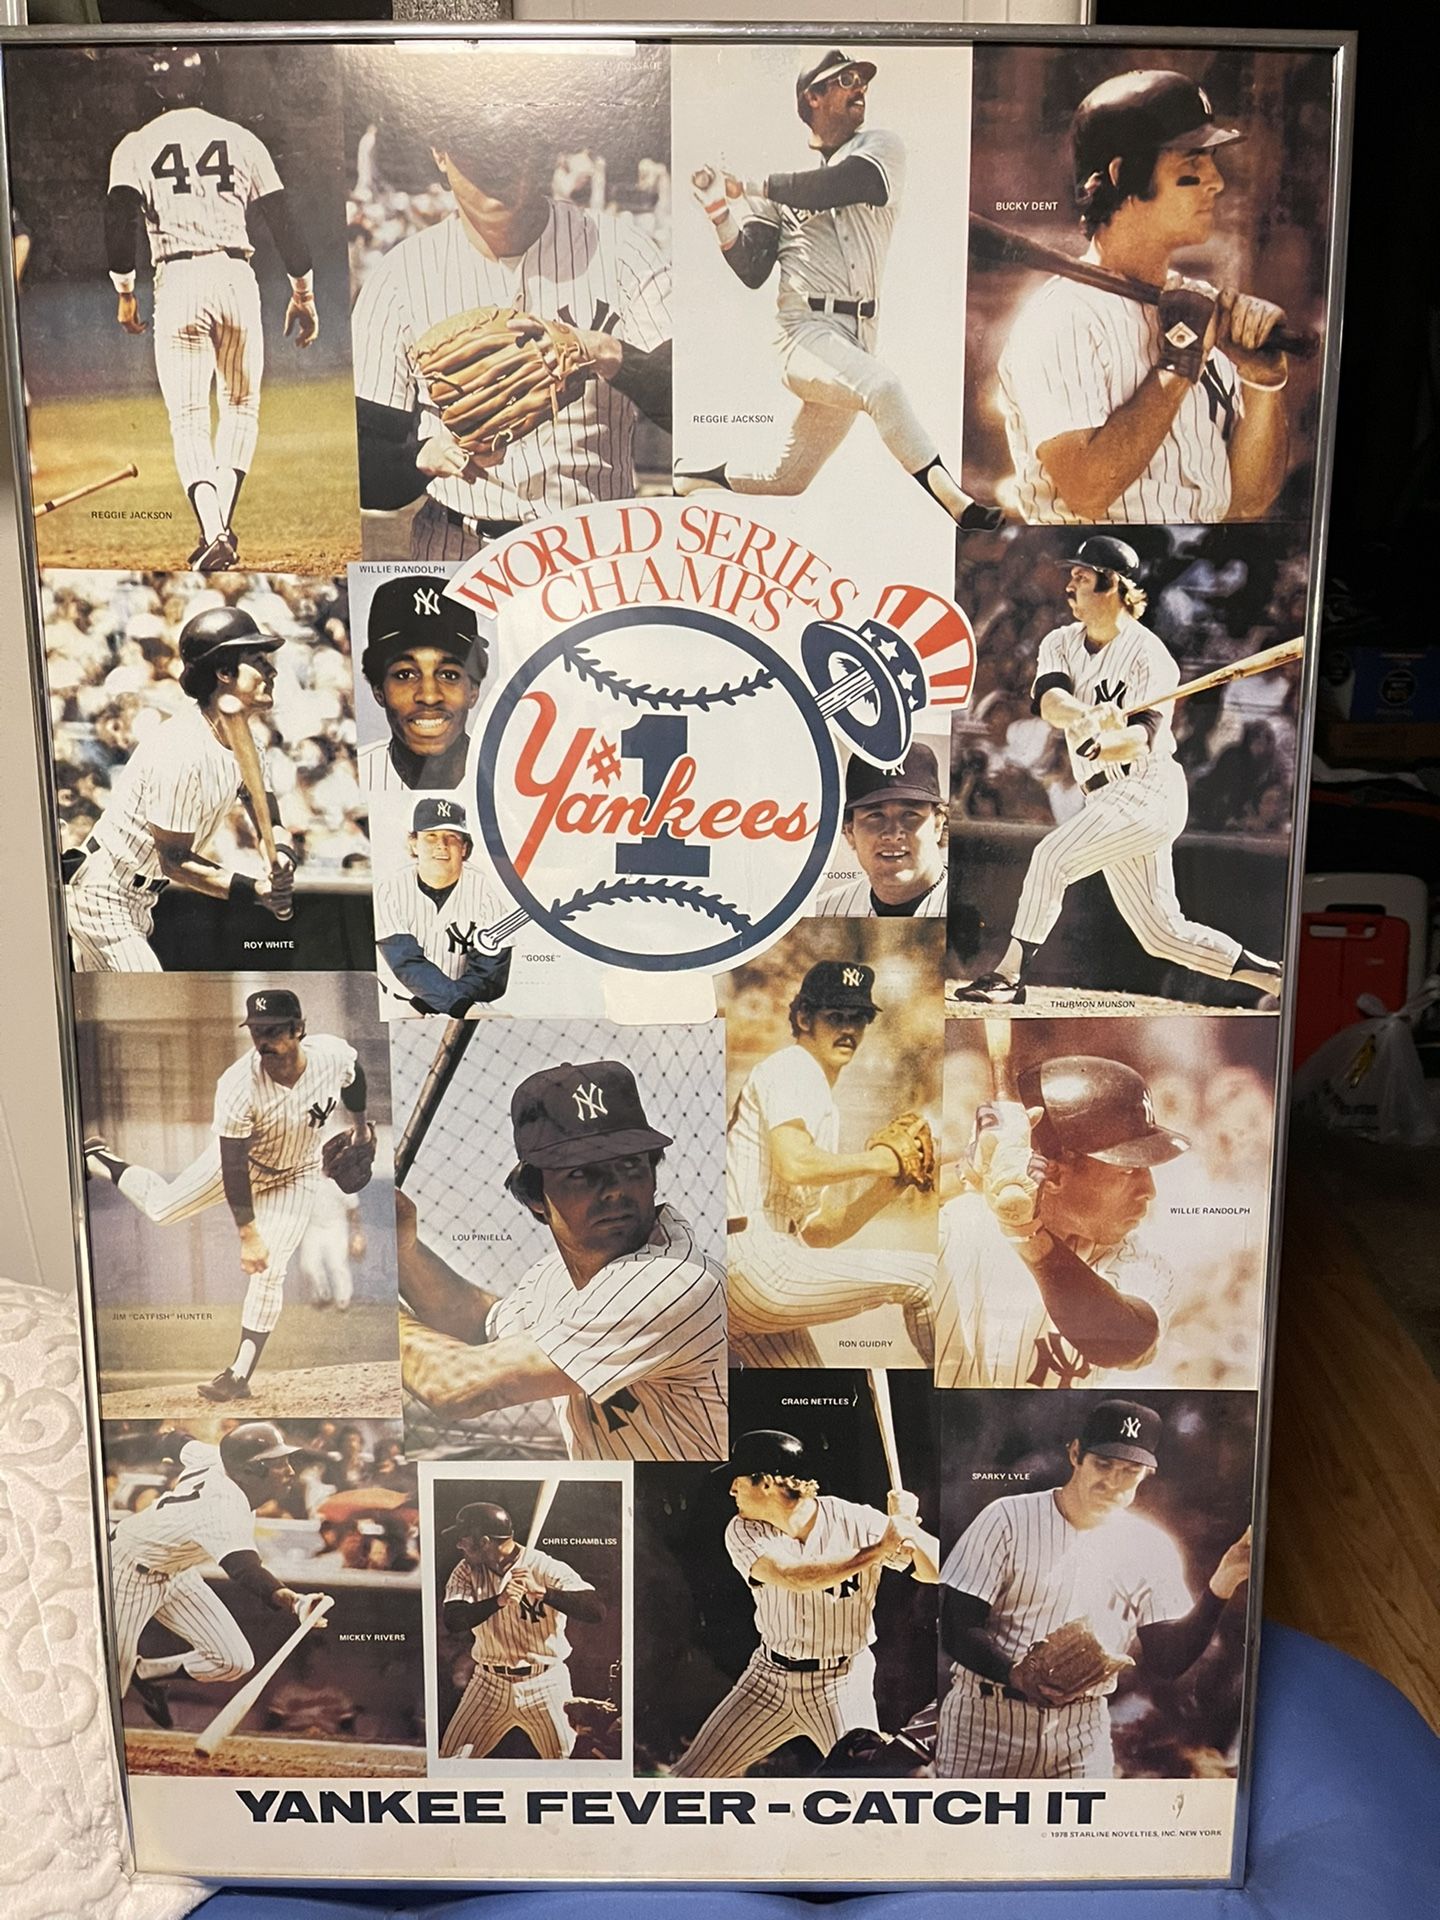 GOSSAGE
44
BUCKY DENT
REGGIE JACKSON
REGGIE JACKSON
WILLIE RANDOLPH
WORLD SERIES
CHAMPS
#1
Yankees
NY
"GOOSE"
ROY WHITE
"GOOSE"
THURMON MUNSON
WILLIE RANDOLPH
LOU PINIELLA
JIM "CATFISH" HUNTER
RON GUIDRY
CRAIG NETTLES
SPARKY LYLE
CHRIS CHAMBLISS
MICKEY RIVERS
YANKEE FEVER - CATCH IT
© 1978 STARLINE NOVELTIES, INC. NEW YORK